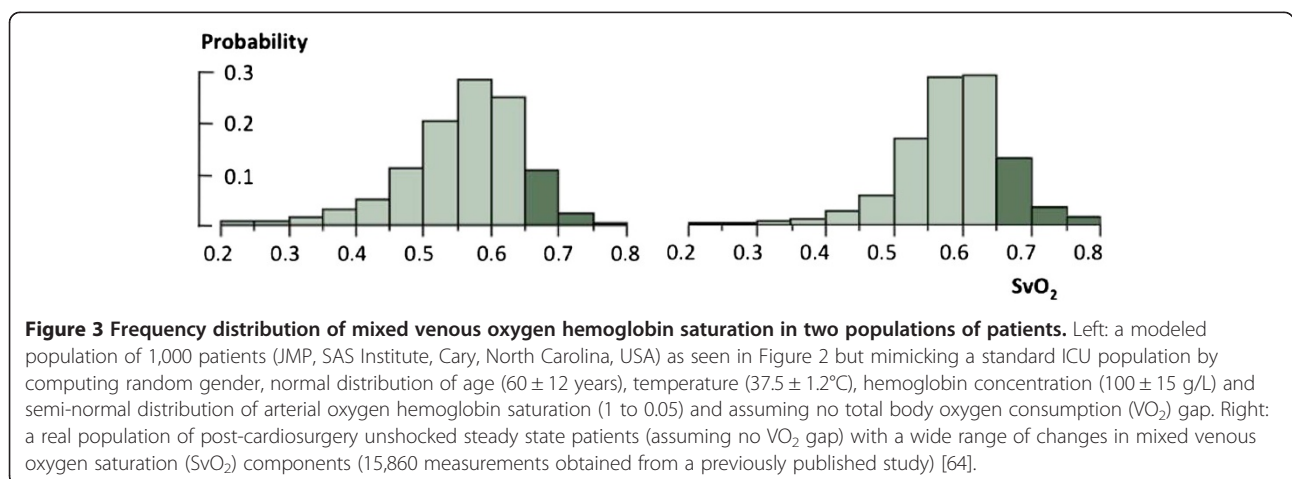 Probability
0.3
0.2
0.1
0.2 0.3 0.4 0.5 0.6 0.7 0.8 0.2 0.3 0.4 0.5 0.6 0.7 0.8
SvO₂
Figure 3 Frequency distribution of mixed venous oxygen hemoglobin saturation in two populations of patients. Left: a modeled
population of 1,000 patients (JMP, SAS Institute, Cary, North Carolina, USA) as seen in Figure 2 but mimicking a standard ICU population by
computing random gender, normal distribution of age (60 ± 12 years), temperature (37.5 ± 1.2°C), hemoglobin concentration (100 ± 15 g/L) and
semi-normal distribution of arterial oxygen hemoglobin saturation (1 to 0.05) and assuming no total body oxygen consumption (VO₂) gap. Right:
a real population of post-cardiosurgery unshocked steady state patients (assuming no VO₂ gap) with a wide range of changes in mixed venous
oxygen saturation (SvO₂) components (15,860 measurements obtained from a previously published study) [64].